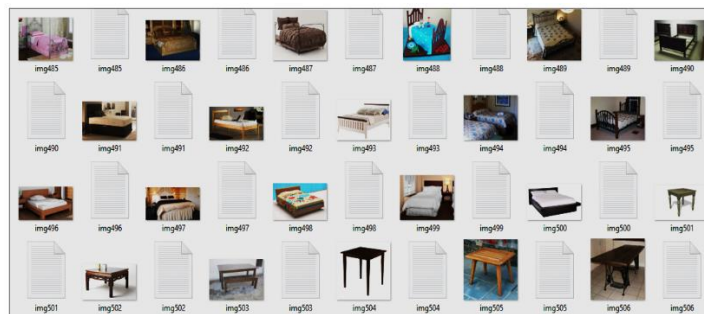 img485 img485 img486 img486 img487 img487 img488 img488 img489 img489 img490
img490 img491 img491 img492 img492 img493 img493 img494 img494 img495 img495
img496 img496 img497 img497 img498 img498 img499 img499 img500 img500 img501
img501 img502 img502 img503 img503 img504 img504 img505 img505 img506 img506